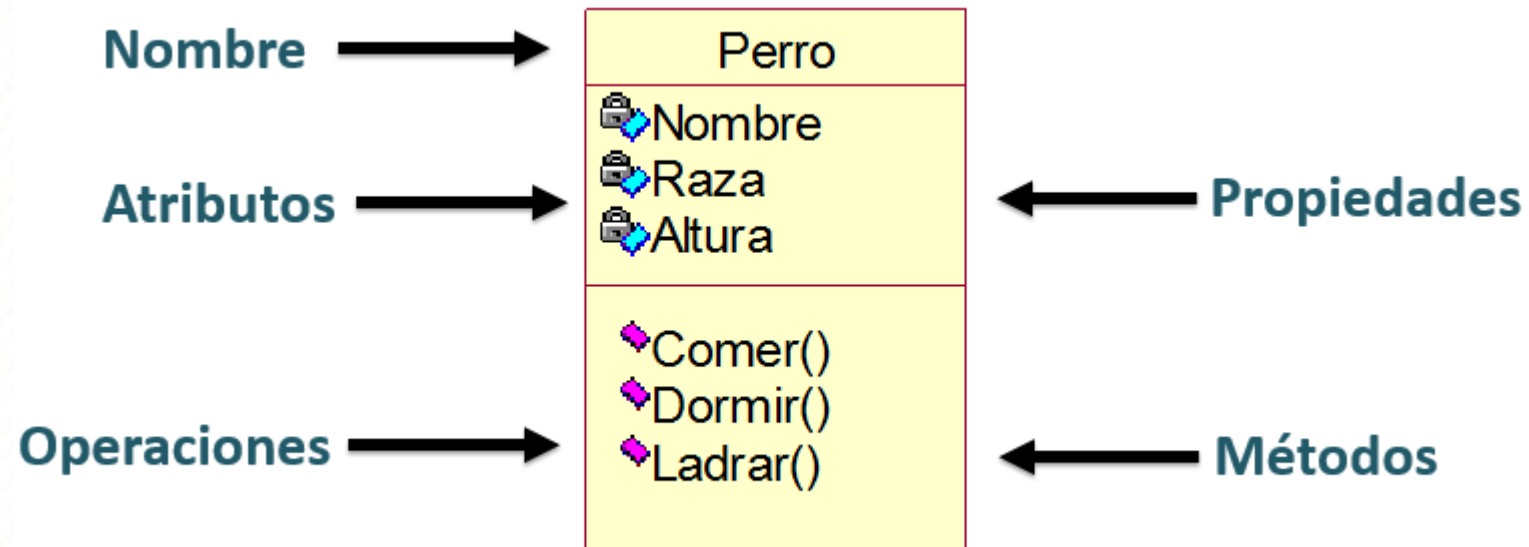 Nombre
Perro
Nombre
Raza
Altura
Atributos
Propiedades
Comer()
Dormir()
Ladrar()
Operaciones
Métodos